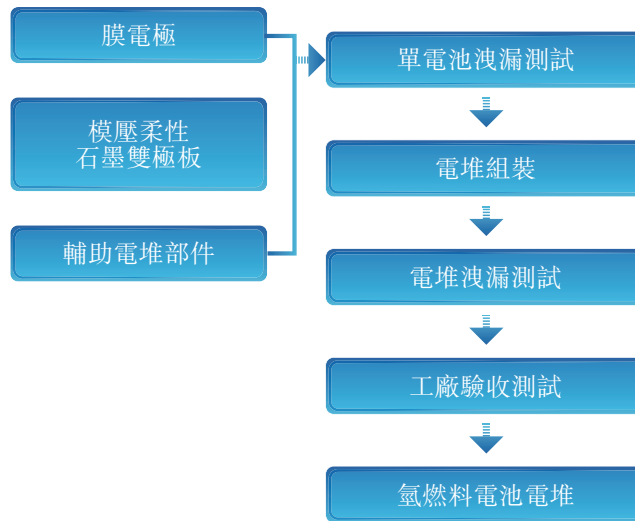 膜電極
模壓柔性
石墨雙極板
輔助電堆部件
單電池洩漏測試
電堆組裝
電堆洩漏測試
工廠驗收測試
氫燃料電池電堆